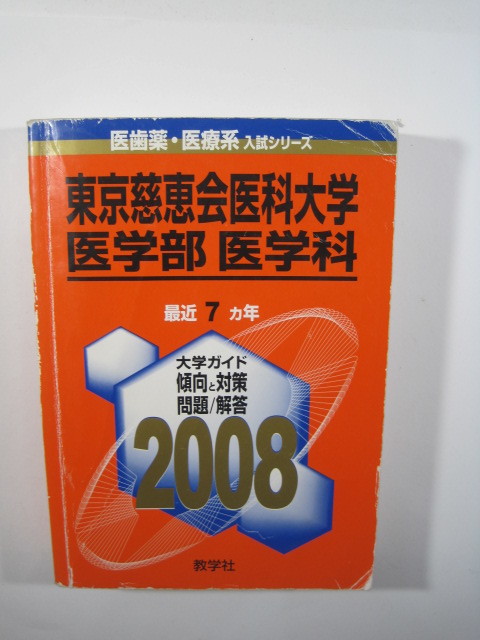 医歯薬・医療系 入試シリーズ
東京慈恵会医科大学
医学部 医学科
最近 7 ヵ年
大学ガイド
傾向と対策
問題/解答
2008
教学社